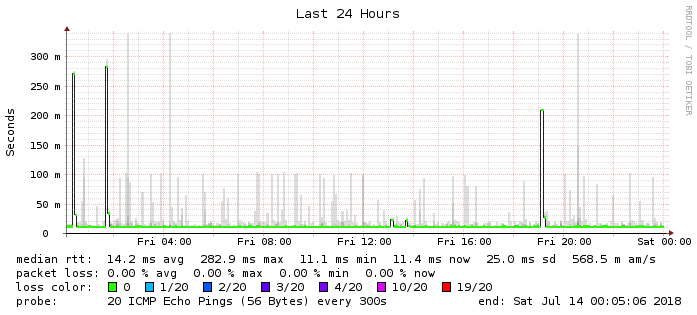 Last 24 Hours
RRDTOOL / TOBI OETIKER
Seconds
300 m
250 m
200 m
150 m
100 m
50 m
0
Fri 04:00 Fri 08:00 Fri 12:00 Fri 16:00 Fri 20:00 Sat 00:00
median rtt: 14.2 ms avg 282.9 ms max 11.1 ms min 11.4 ms now 25.0 ms sd 568.5 m am/s
packet loss: 0.00 % avg 0.00 % max 0.00 % min 0.00 % now
loss color: 0 1/20 2/20 3/20 4/20 10/20 19/20
probe: 20 ICMP Echo Pings (56 Bytes) every 300s end: Sat Jul 14 00:05:06 2018